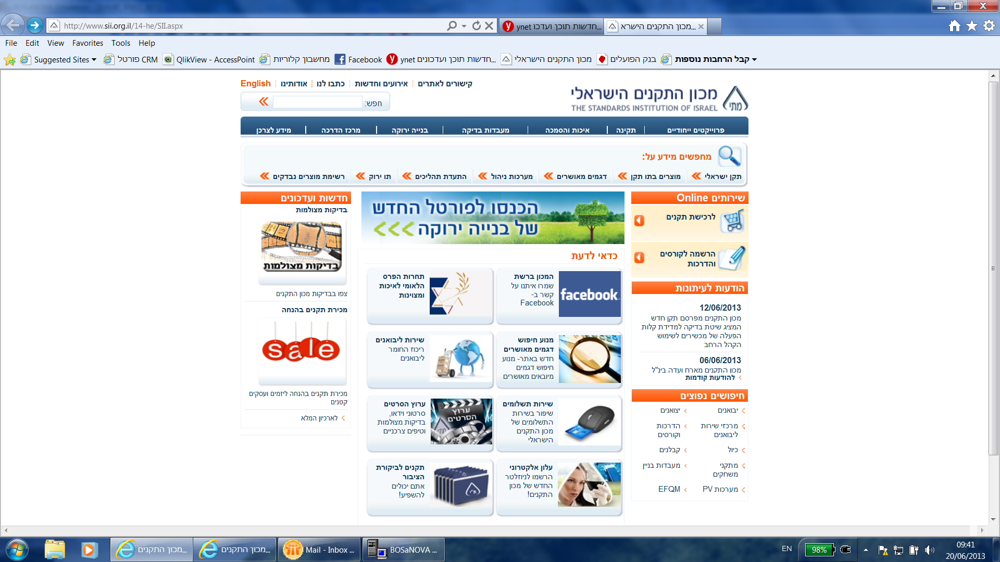 http://www.sii.org.il/14-he/SII.aspx
ynet חדשות תוכן ועדכו...
מכון התקנים הישרא...
File Edit View Favorites Tools Help
Suggested Sites
פורטל CRM
QlikView - AccessPoint
מחשבון קלוריות
Facebook
ynet חדשות תוכן ועדכונים...
מכון התקנים הישראלי
בנק הפועלים
קבל הרחבות נוספות
קישורים לאתרים
אירועים וחדשות
כתבו לנו
אודותינו
English
חפש:
מכון התקנים הישראלי
THE STANDARDS INSTITUTION OF ISRAEL
מתי
פרוייקטים ייחודיים
תקינה
איכות והסמכה
מעבדות בדיקה
בנייה ירוקה
מרכז הדרכה
מידע לצרכן
מחפשים מידע על:
תקן ישראלי
מוצרים בתו תקן
דגמים מאושרים
מערכות ניהול
התעדת תהליכים
תו ירוק
רשימת מוצרים נבדקים
שירותים Online
לרכישת תקנים
הרשמה לקורסים
והדרכות
הודעות לעיתונות
12/06/2013
מכון התקנים מפרסם תקן חדש
המציג שיטת בדיקה למדידת קלות
הפעלה של מכשירים לשימוש
הקהל הרחב
06/06/2013
מכון התקנים מארח ועדה בינ"ל
להודעות קודמות
חיפושים נפוצים
יבואנים
יצואנים
מרכזי שירות
ליבואנים
הדרכות
וקורסים
כיול
קבלנים
מתקני
משחקים
מעבדות בניין
מערכות PV
EFQM
הכנסו לפורטל החדש
של בנייה ירוקה >>>
כדאי לדעת
המכון ברשת
שמרו איתנו על
קשר ב-
Facebook
facebook
תחרות הפרס
הלאומי לאיכות
ומצוינות
מנוע חיפוש
דגמים מאושרים
חדש באתר- מנוע
חיפוש דגמים
מיובאים מאושרים
שירות ליבואנים
ריכוז החומר
ליבואנים
שירות תשלומים
שיפור בשירות
התשלומים של
מכון התקנים
הישראלי
ערוץ הסרטים
סרטוני וידאו,
בדיקות מצולמות
וטיפים צרכניים
ערוץ
הסרטים
מתי
עלון אלקטרוני
הרשמו לניוזלטר
החדש של מכון
התקנים!
תקנים לביקורת
הציבור
אתם יכולים
להשפיע!
חדשות ועדכונים
בדיקות מצולמות
בדיקות מצולמות
צפו בבדיקות מכון התקנים
מכירת תקנים בהנחה
sale
מכירת תקנים בהנחה ליזמים ועסקים
קטנים
לארכיון המלא
מכון התקנים...
מכון התקנים...
Mail - Inbox ...
BOSaNOVA ...
EN
98%
09:41
20/06/2013